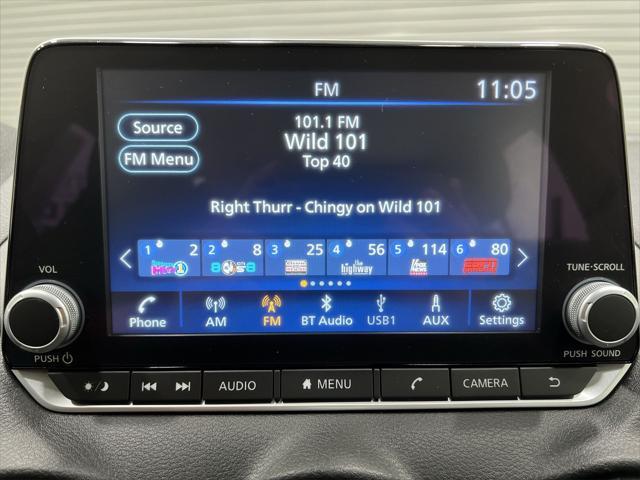 FM
11:05
Source
101.1 FM
Wild 101
FM Menu
Top 40
Right Thurr - Chingy on Wild 101
1 2 2 8 3 25 4 56 5 114 6 80
the highway
FOX NEWS
VOL
TUNE·SCROLL
Phone AM FM BT Audio USB1 AUX Settings
PUSH
PUSH SOUND
AUDIO MENU CAMERA